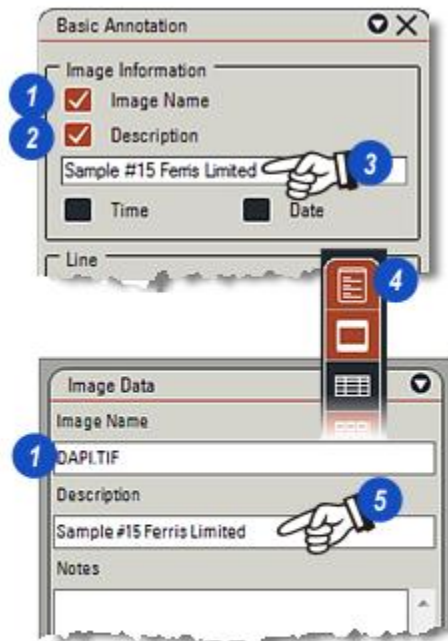 Basic Annotation
Image Information
1 Image Name
2 Description
Sample #15 Ferris Limited 3
Time Date
Line
4
Image Data
Image Name
1 DAPI.TIF
Description
5
Sample #15 Ferris Limited
Notes